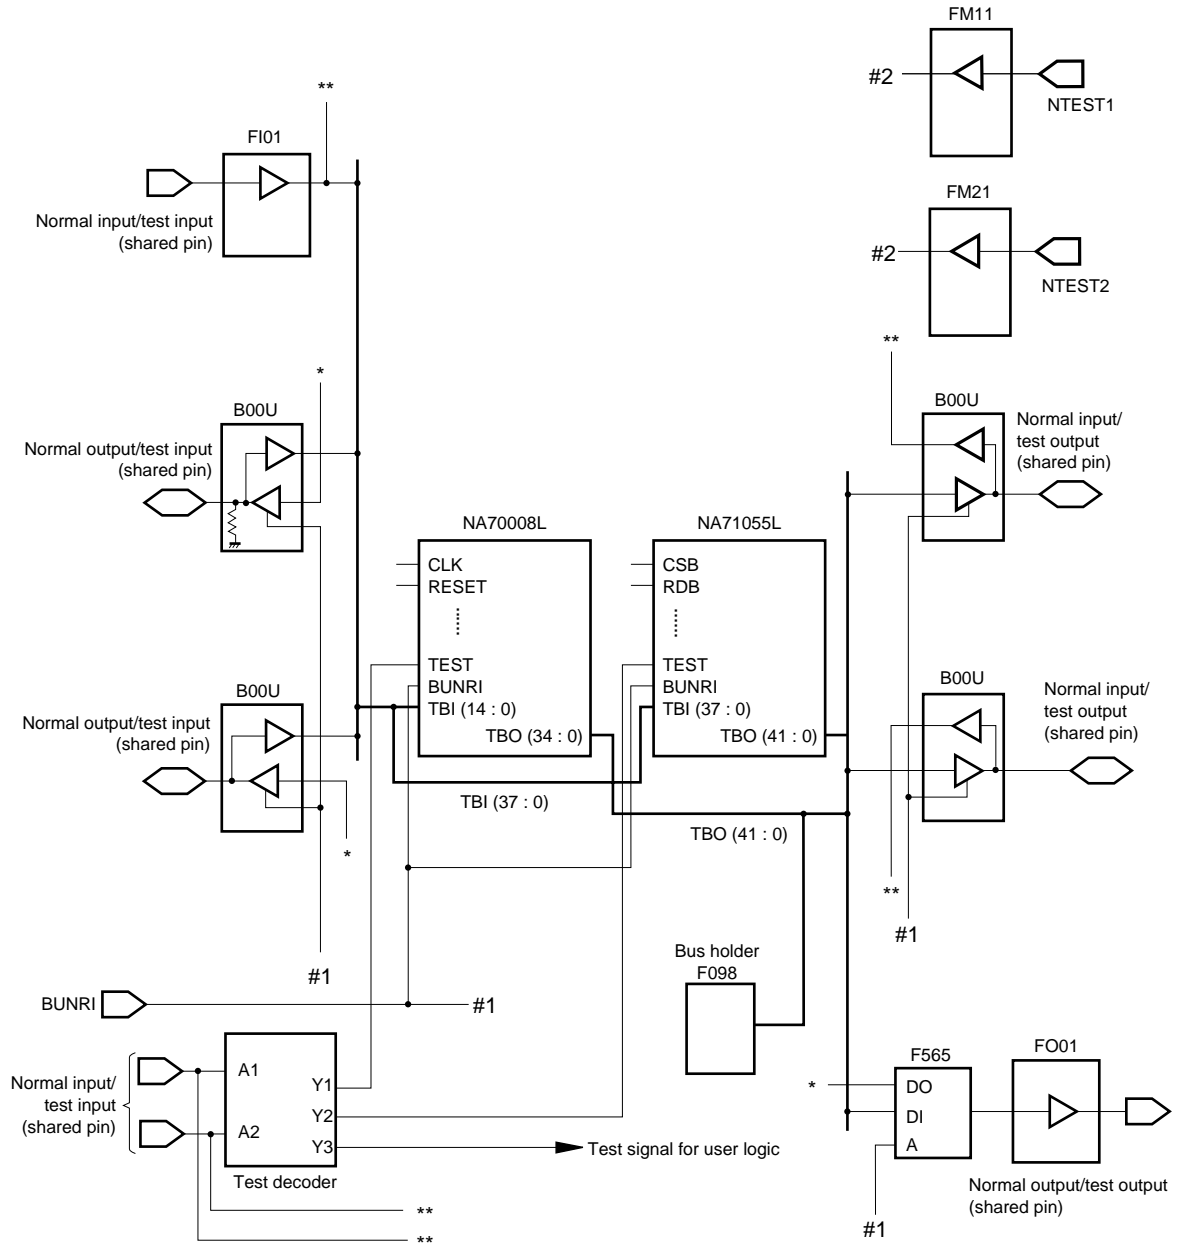 FM11
#2
NTEST1
**
FI01
Normal input/test input
(shared pin)
FM21
#2
NTEST2
*
B00U
Normal output/test input
(shared pin)
**
B00U
Normal input/
test output
(shared pin)
NA70008L
CLK
RESET
TEST
BUNRI
TBI (14 : 0)
TBO (34 : 0)
NA71055L
CSB
RDB
TEST
BUNRI
TBI (37 : 0)
TBO (41 : 0)
B00U
Normal output/test input
(shared pin)
*
#1
B00U
Normal input/
test output
(shared pin)
**
#1
TBI (37 : 0)
TBO (41 : 0)
Bus holder
F098
BUNRI
#1
Normal input/
test input
(shared pin)
A1
A2
Y1
Y2
Y3
Test decoder
Test signal for user logic
**
**
F565
*
DO
DI
A
#1
FO01
Normal output/test output
(shared pin)